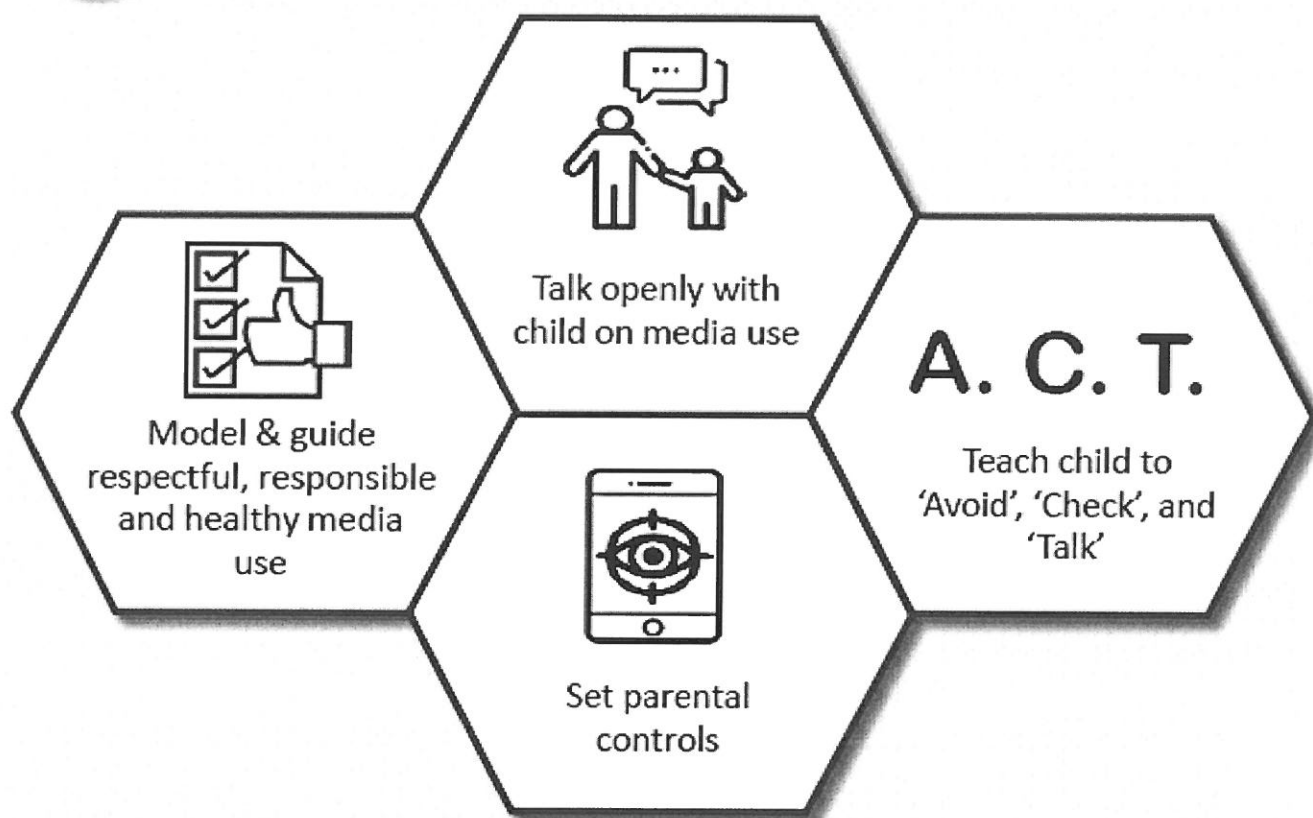 Talk openly with
child on media use
Model & guide
respectful, responsible
and healthy media
use
A. C. T.
Teach child to
‘Avoid’, ‘Check’, and
‘Talk’
Set parental
controls